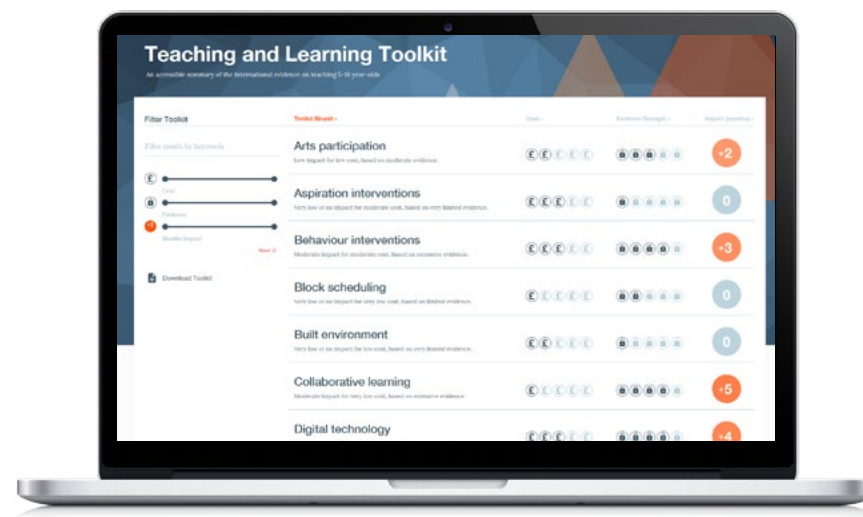 Teaching and Learning Toolkit
An accessible summary of the international evidence on teaching 5-16 year-olds
Filter Toolkit
Toolkit Strand
Cost
Evidence Strength
Impact (months)
Filter results by keywords
£
Cost
Evidence
Months Impact
Reset
Download Toolkit
Arts participation
Low impact for low cost, based on moderate evidence.
£ £ £ £ £
+2
Aspiration interventions
Very low or no impact for moderate cost, based on very limited evidence.
£ £ £ £ £
0
Behaviour interventions
Moderate impact for moderate cost, based on extensive evidence.
£ £ £ £ £
+3
Block scheduling
Very low or no impact for very low cost, based on limited evidence.
£ £ £ £ £
0
Built environment
Very low or no impact for low cost, based on very limited evidence.
£ £ £ £ £
0
Collaborative learning
Moderate impact for very low cost, based on extensive evidence.
£ £ £ £ £
+5
Digital technology
£ £ £ £ £
+4